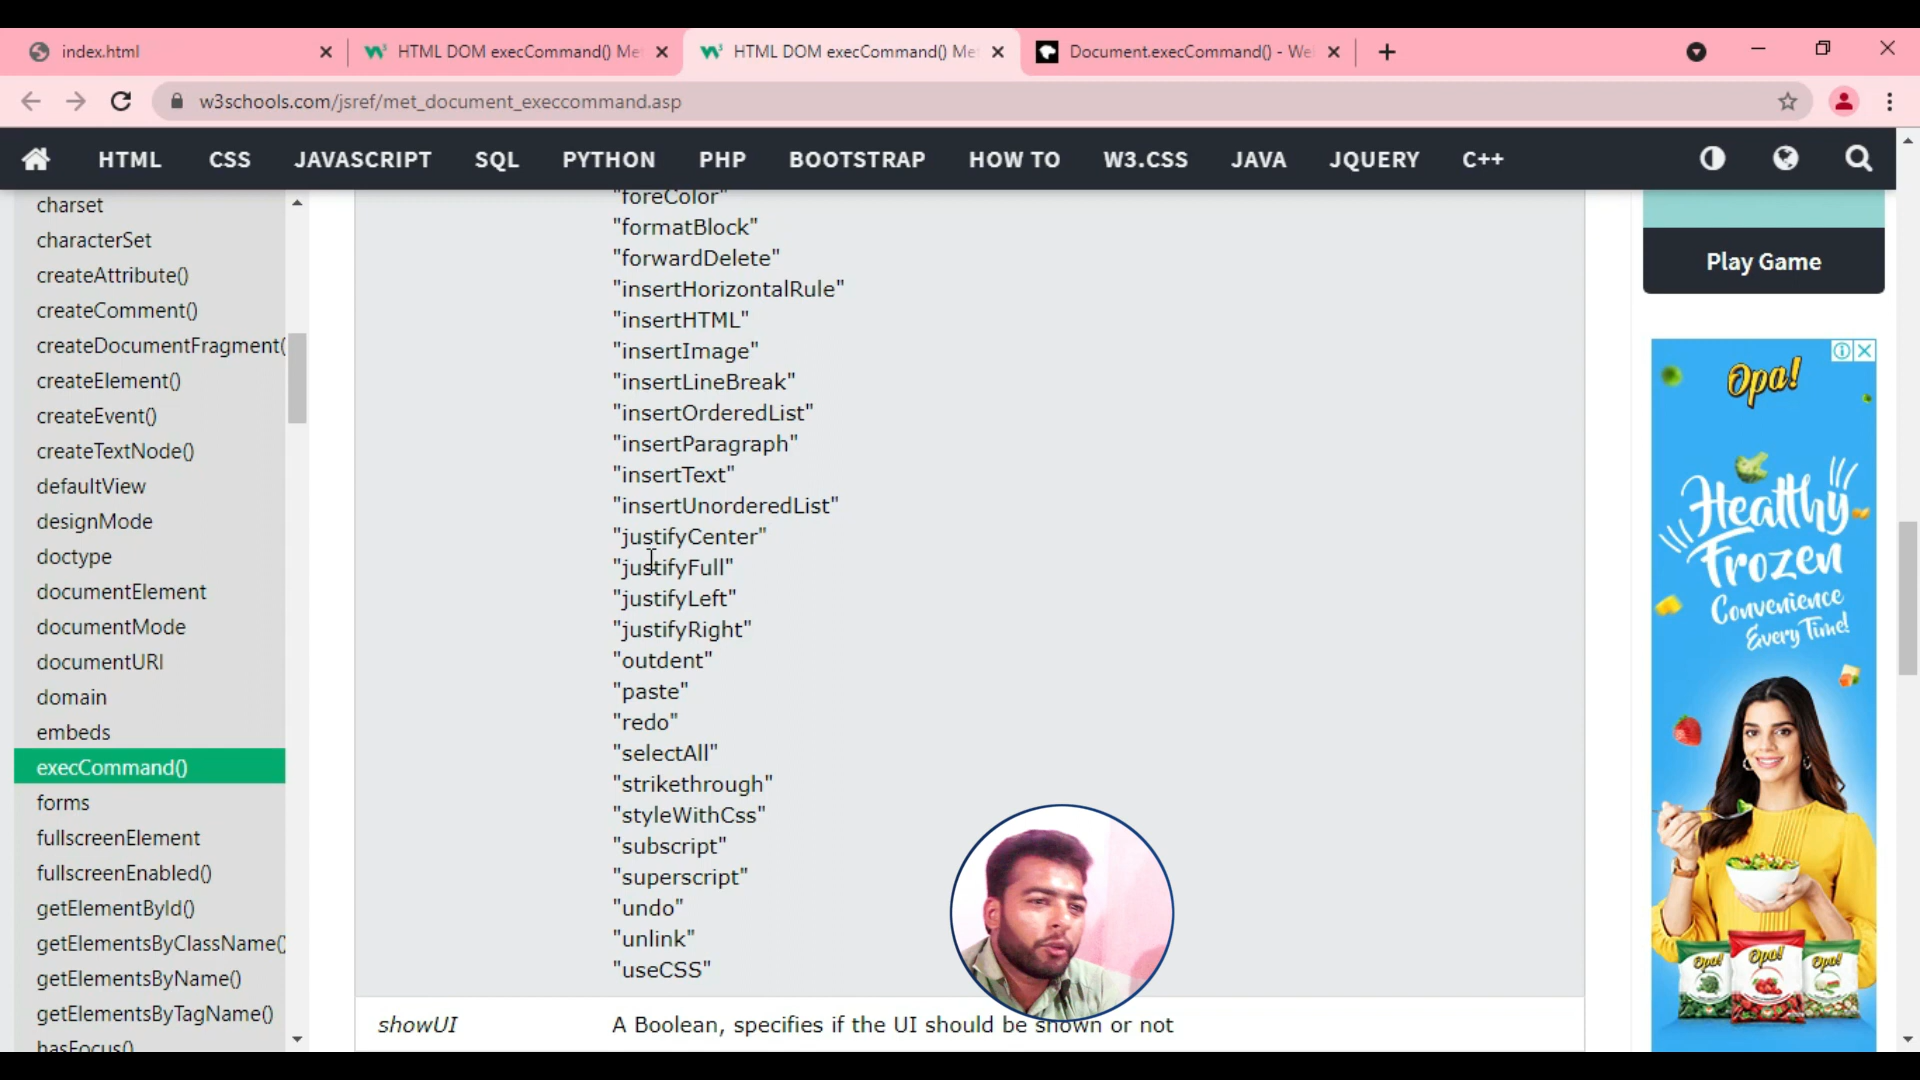 index.html
HTML DOM execCommand() Me
HTML DOM execCommand() Me
Document.execCommand() - We
w3schools.com/jsref/met_document_execcommand.asp
HTML CSS JAVASCRIPT SQL PYTHON PHP BOOTSTRAP HOW TO W3.CSS JAVA JQUERY C++
charset
characterSet
createAttribute()
createComment()
createDocumentFragment(
createElement()
createEvent()
createTextNode()
defaultView
designMode
doctype
documentElement
documentMode
documentURI
domain
embeds
execCommand()
forms
fullscreenElement
fullscreenEnabled()
getElementById()
getElementsByClassName()
getElementsByName()
getElementsByTagName()
hasFocus()
"foreColor"
"formatBlock"
"forwardDelete"
"insertHorizontalRule"
"insertHTML"
"insertImage"
"insertLineBreak"
"insertOrderedList"
"insertParagraph"
"insertText"
"insertUnorderedList"
"justifyCenter"
"justifyFull"
"justifyLeft"
"justifyRight"
"outdent"
"paste"
"redo"
"selectAll"
"strikethrough"
"styleWithCss"
"subscript"
"superscript"
"undo"
"unlink"
"useCSS"
showUI A Boolean, specifies if the UI should be shown or not
Play Game
Opa!
Healthy
Frozen
Convenience
Every Time!
Opa! Opa! Opa!